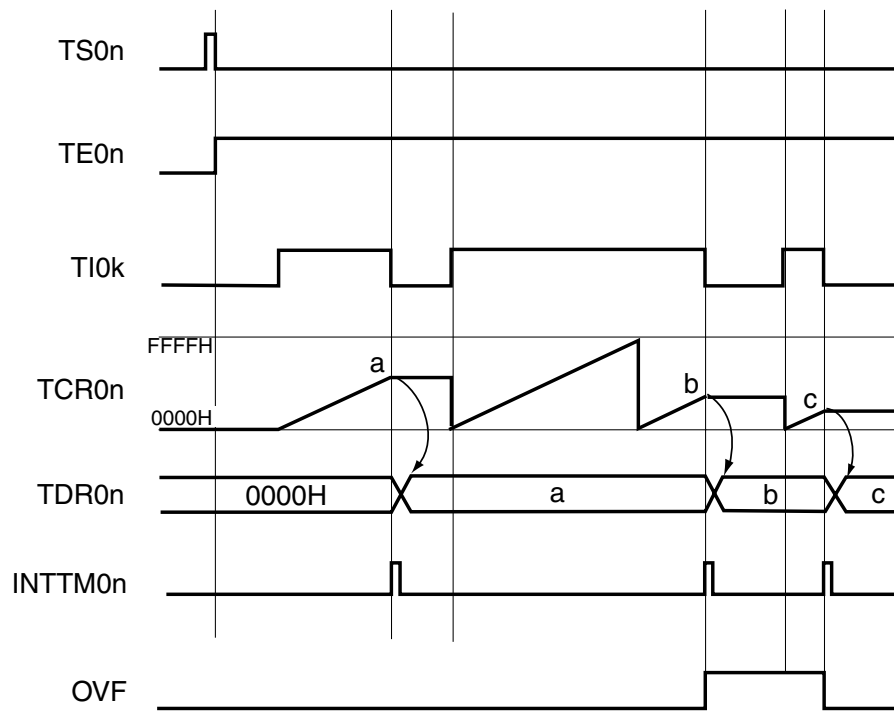 TS0n
TE0n
TI0k
FFFFH
a
b
c
TCR0n
0000H
TDR0n
0000H
a
b
c
INTTM0n
OVF